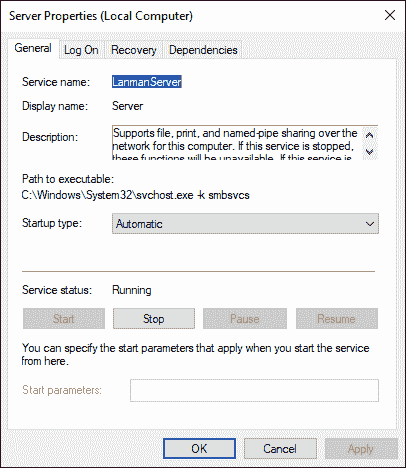 Server Properties (Local Computer)
General Log On Recovery Dependencies
Service name: LanmanServer
Display name: Server
Description: Supports file, print, and named-pipe sharing over the
network for this computer. If this service is stopped,
these functions will be unavailable. If this service is
Path to executable:
C:\Windows\System32\svchost.exe -k smbsvcs
Startup type: Automatic
Service status: Running
Start Stop Pause Resume
You can specify the start parameters that apply when you start the service
from here.
Start parameters:
OK Cancel Apply